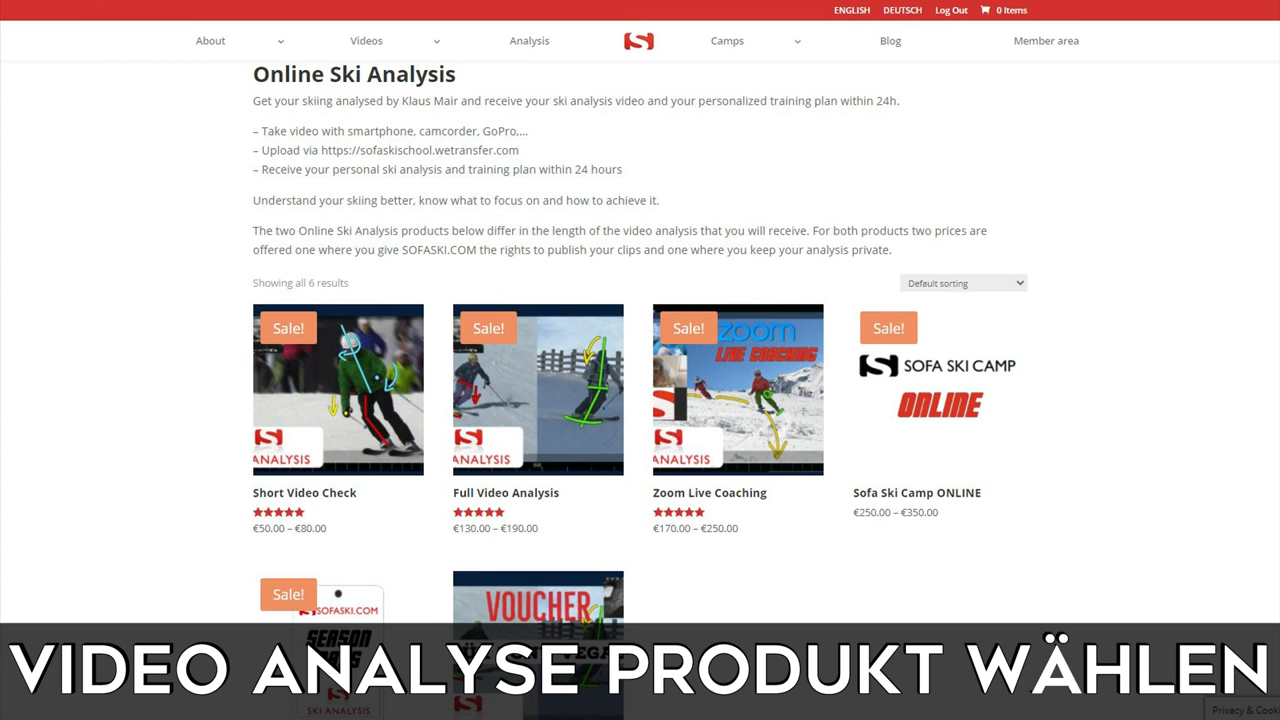 ENGLISH DEUTSCH Log Out 0 Items
About Videos Analysis S Camps Blog Member area
Online Ski Analysis
Get your skiing analysed by Klaus Mair and receive your ski analysis video and your personalized training plan within 24h.
– Take video with smartphone, camcorder, GoPro,...
– Upload via https://sofaskischool.wetransfer.com
– Receive your personal ski analysis and training plan within 24 hours
Understand your skiing better, know what to focus on and how to achieve it.
The two Online Ski Analysis products below differ in the length of the video analysis that you will receive. For both products two prices are
offered one where you give SOFASKI.COM the rights to publish your clips and one where you keep your analysis private.
Showing all 6 results Default sorting
Sale! Sale! Sale! Sale!
zoom
LIVE COACHING
S SOFA SKI CAMP
ONLINE
S S S
ANALYSIS ANALYSIS ANALYSIS
Short Video Check Full Video Analysis Zoom Live Coaching Sofa Ski Camp ONLINE
€50.00 – €80.00 €130.00 – €190.00 €170.00 – €250.00 €250.00 – €350.00
Sale!
SOFASKI.COM
SEASON
SKI ANALYSIS
VOUCHER
VIDEO ANALYSE PRODUKT WÄHLEN
Privacy & Cook